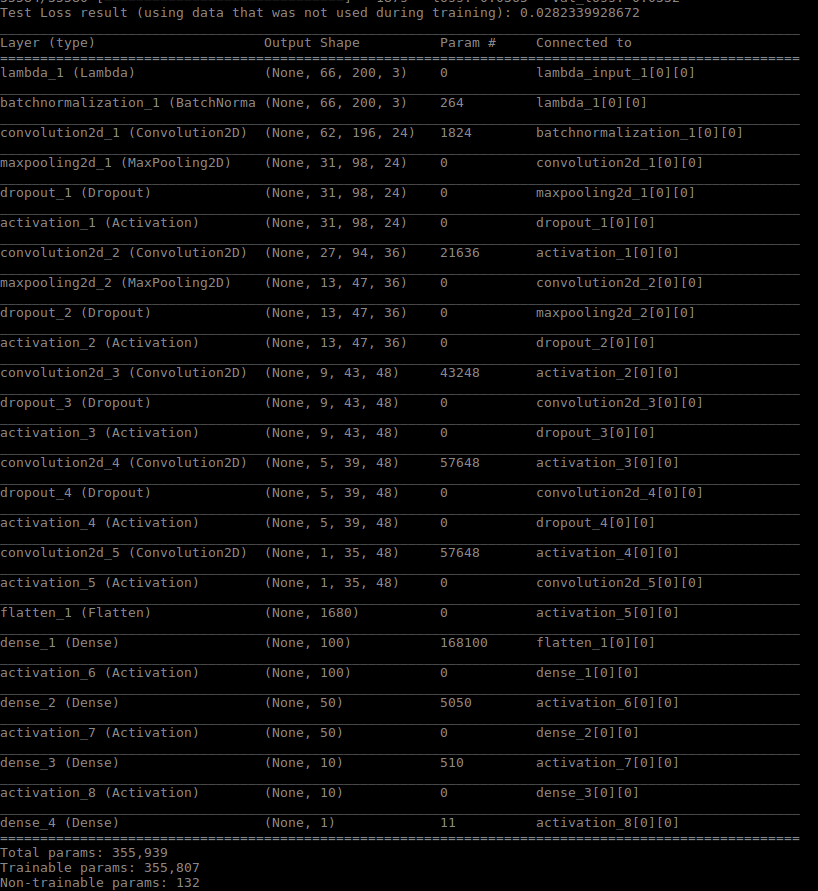 Test Loss result (using data that was not used during training): 0.0282339928672
Layer (type) Output Shape Param # Connected to
lambda_1 (Lambda) (None, 66, 200, 3) 0 lambda_input_1[0][0]
batchnormalization_1 (BatchNorma (None, 66, 200, 3) 264 lambda_1[0][0]
convolution2d_1 (Convolution2D) (None, 62, 196, 24) 1824 batchnormalization_1[0][0]
maxpooling2d_1 (MaxPooling2D) (None, 31, 98, 24) 0 convolution2d_1[0][0]
dropout_1 (Dropout) (None, 31, 98, 24) 0 maxpooling2d_1[0][0]
activation_1 (Activation) (None, 31, 98, 24) 0 dropout_1[0][0]
convolution2d_2 (Convolution2D) (None, 27, 94, 36) 21636 activation_1[0][0]
maxpooling2d_2 (MaxPooling2D) (None, 13, 47, 36) 0 convolution2d_2[0][0]
dropout_2 (Dropout) (None, 13, 47, 36) 0 maxpooling2d_2[0][0]
activation_2 (Activation) (None, 13, 47, 36) 0 dropout_2[0][0]
convolution2d_3 (Convolution2D) (None, 9, 43, 48) 43248 activation_2[0][0]
dropout_3 (Dropout) (None, 9, 43, 48) 0 convolution2d_3[0][0]
activation_3 (Activation) (None, 9, 43, 48) 0 dropout_3[0][0]
convolution2d_4 (Convolution2D) (None, 5, 39, 48) 57648 activation_3[0][0]
dropout_4 (Dropout) (None, 5, 39, 48) 0 convolution2d_4[0][0]
activation_4 (Activation) (None, 5, 39, 48) 0 dropout_4[0][0]
convolution2d_5 (Convolution2D) (None, 1, 35, 48) 57648 activation_4[0][0]
activation_5 (Activation) (None, 1, 35, 48) 0 convolution2d_5[0][0]
flatten_1 (Flatten) (None, 1680) 0 activation_5[0][0]
dense_1 (Dense) (None, 100) 168100 flatten_1[0][0]
activation_6 (Activation) (None, 100) 0 dense_1[0][0]
dense_2 (Dense) (None, 50) 5050 activation_6[0][0]
activation_7 (Activation) (None, 50) 0 dense_2[0][0]
dense_3 (Dense) (None, 10) 510 activation_7[0][0]
activation_8 (Activation) (None, 10) 0 dense_3[0][0]
dense_4 (Dense) (None, 1) 11 activation_8[0][0]
Total params: 355,939
Trainable params: 355,807
Non-trainable params: 132